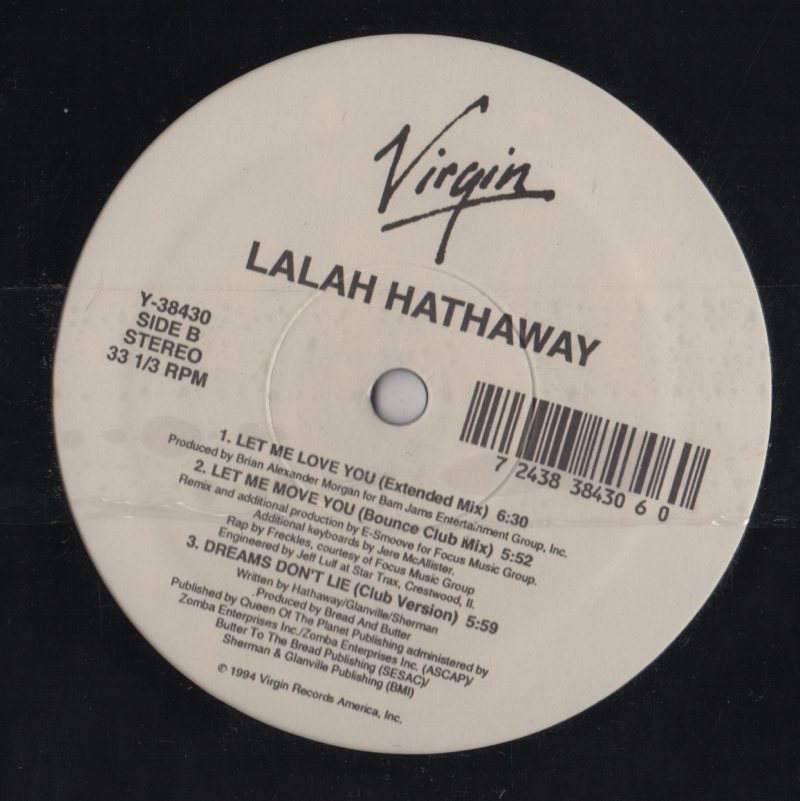 Virgin
LALAH HATHAWAY
Y-38430
SIDE B
STEREO
33 1/3 RPM
7 2438 38430 6 0
1. LET ME LOVE YOU (Extended Mix) 6:30
Produced by Brian Alexander Morgan for Bam Jams Entertainment Group, Inc.
2. LET ME MOVE YOU (Bounce Club Mix) 5:52
Remix and additional production by E-Smoove for Focus Music Group.
Additional keyboards by Jere McAllister.
Rap by Freckles, courtesy of Focus Music Group
Engineered by Jeff Luif at Star Trax, Crestwood, Il.
3. DREAMS DON'T LIE (Club Version) 5:59
Written by Hathaway/Glanville/Sherman
.Produced by Bread And Butter
Published by Queen Of The Planet Publishing administered by
Zomba Enterprises Inc./Zomba Enterprises Inc. (ASCAP)/
Butter To The Bread Publishing (SESAC)/
Sherman & Glanville Publishing (BMI)
℗ 1994 Virgin Records America, Inc.